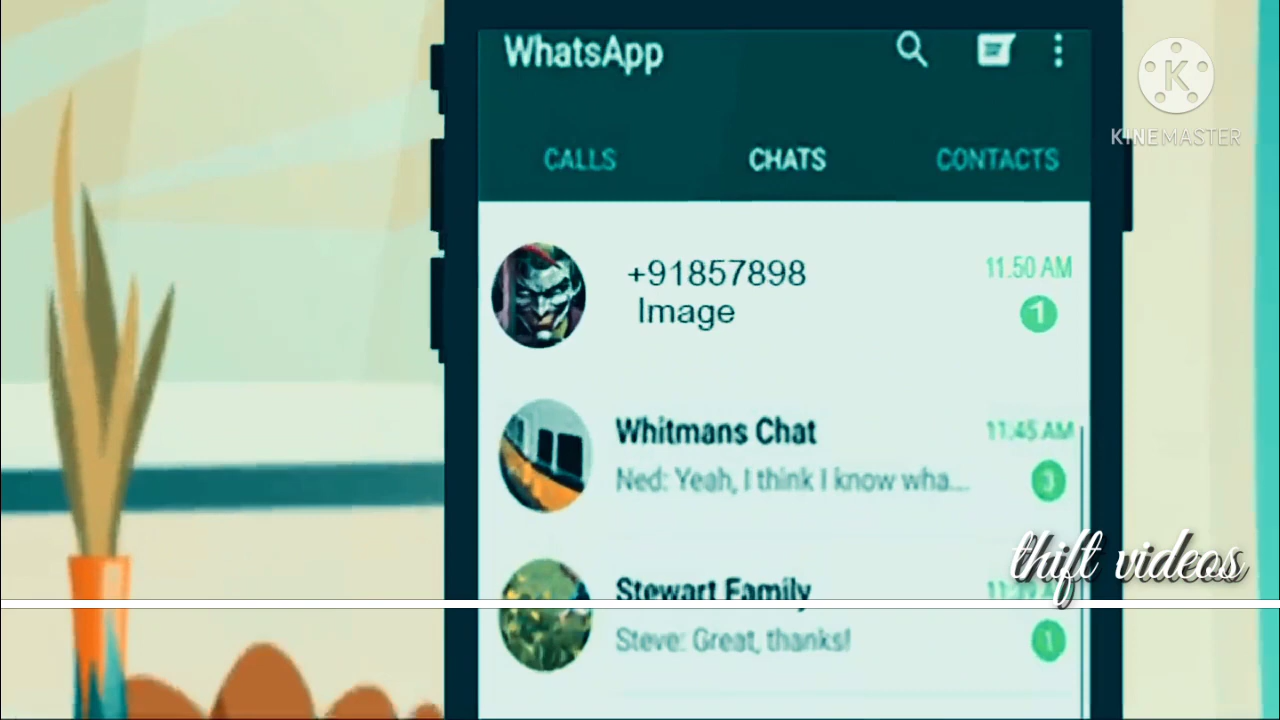 WhatsApp
KINEMASTER
CALLS
CHATS
CONTACTS
+91857898
11.50 AM
Image
1
Whitmans Chat
11:45 AM
Ned: Yeah, I think I know wha...
3
thift videos
Stewart Family
Steve: Great, thanks!
1